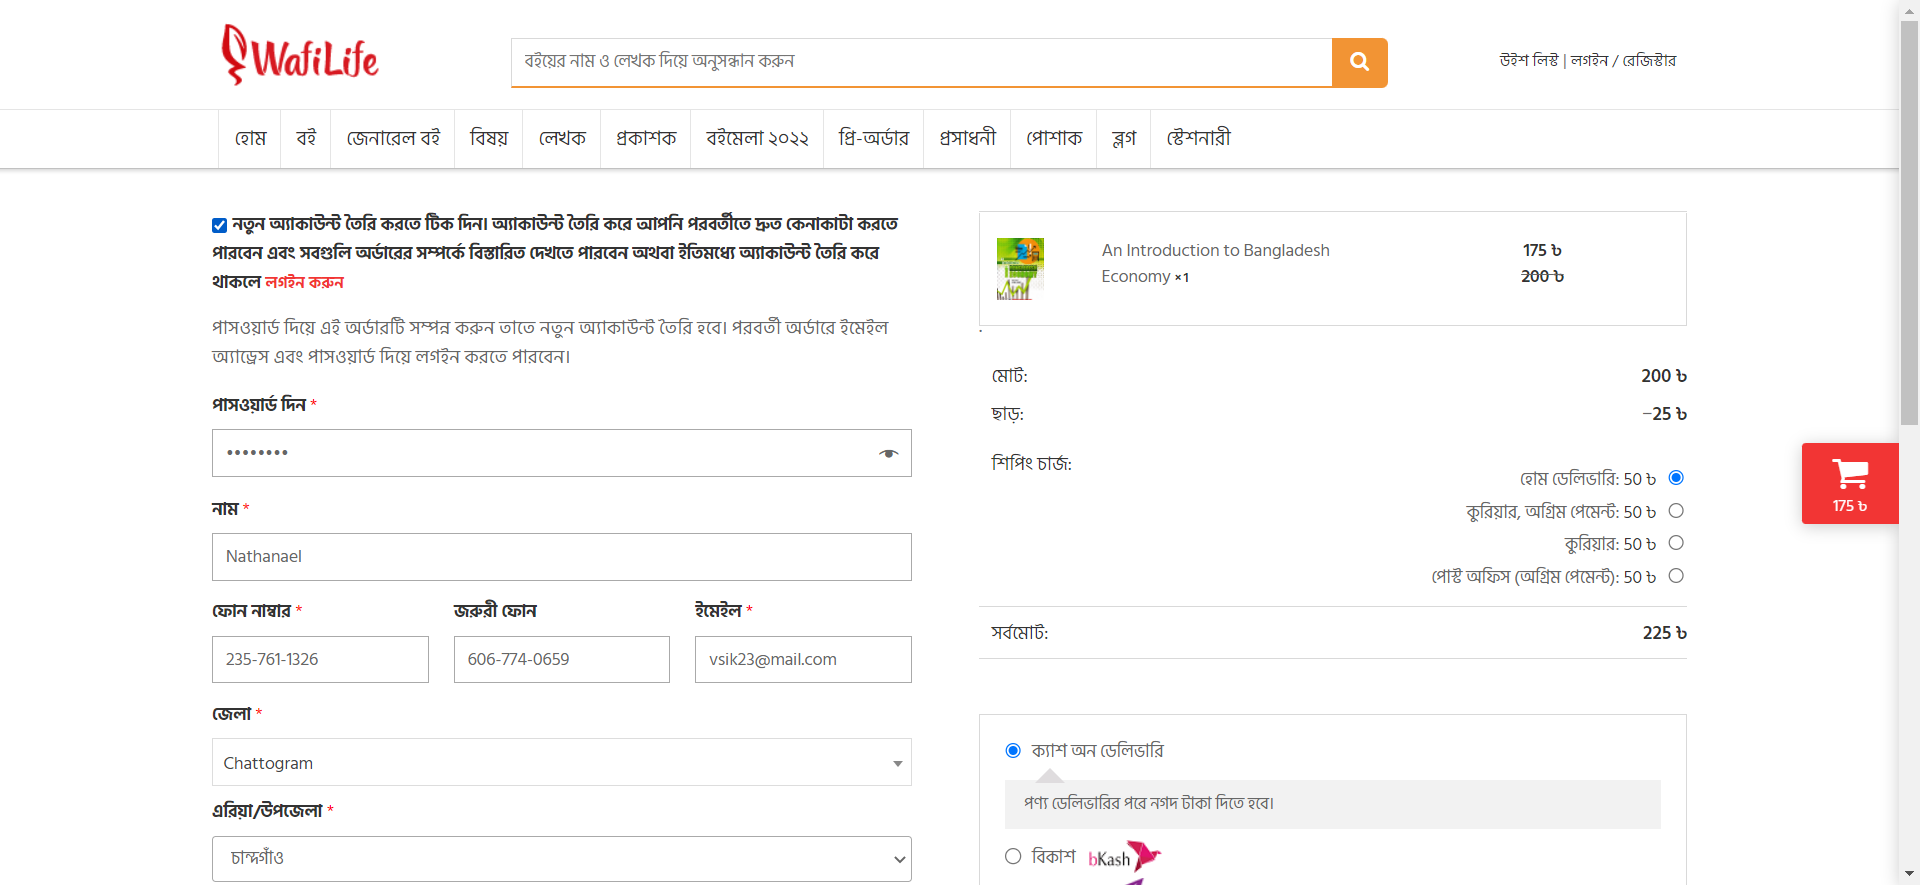 WafiLife
বইয়ের নাম ও লেখক দিয়ে অনুসন্ধান করুন
উইশ লিস্ট | লগইন / রেজিস্টার
হোম বই জেনারেল বই বিষয় লেখক প্রকাশক বইমেলা ২০২২ প্রি-অর্ডার প্রসাধনী পোশাক ব্লগ স্টেশনারী
নতুন অ্যাকাউন্ট তৈরি করতে টিক দিন। অ্যাকাউন্ট তৈরি করে আপনি পরবর্তীতে দ্রুত কেনাকাটা করতে
পারবেন এবং সবগুলি অর্ডারের সম্পর্কে বিস্তারিত দেখতে পারবেন অথবা ইতিমধ্যে অ্যাকাউন্ট তৈরি করে
থাকলে লগইন করুন
পাসওয়ার্ড দিয়ে এই অর্ডারটি সম্পন্ন করুন তাতে নতুন অ্যাকাউন্ট তৈরি হবে। পরবর্তী অর্ডারে ইমেইল
অ্যাড্রেস এবং পাসওয়ার্ড দিয়ে লগইন করতে পারবেন।
পাসওয়ার্ড দিন *
••••••••
নাম *
Nathanael
ফোন নাম্বার * জরুরী ফোন ইমেইল *
235-761-1326 606-774-0659 vsik23@mail.com
জেলা *
Chattogram
এরিয়া/উপজেলা *
চান্দগাঁও
An Introduction to Bangladesh 175 ৳
Economy × 1 200 ৳
মোট: 200 ৳
ছাড়: -25 ৳
শিপিং চার্জ:
হোম ডেলিভারি: 50 ৳
কুরিয়ার, অগ্রিম পেমেন্ট: 50 ৳
কুরিয়ার: 50 ৳
পোস্ট অফিস (অগ্রিম পেমেন্ট): 50 ৳
সর্বমোট: 225 ৳
ক্যাশ অন ডেলিভারি
পণ্য ডেলিভারির পরে নগদ টাকা দিতে হবে।
বিকাশ bKash
175 ৳